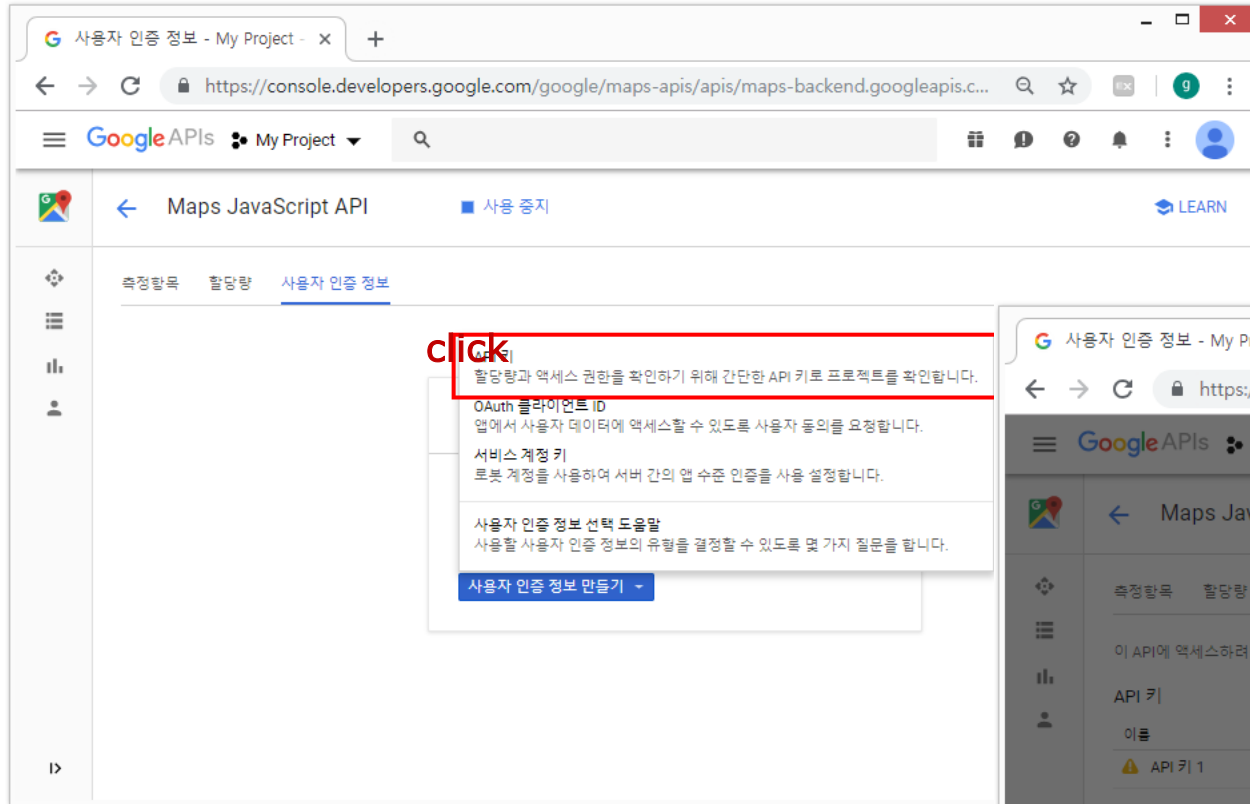 사용자 인증 정보 - My Project -
https://console.developers.google.com/google/maps-apis/apis/maps-backend.googleapis.c...
EX
g
Google APIs
My Project
Maps JavaScript API
사용 중지
LEARN
측정항목
할당량
사용자 인증 정보
click
API 키
할당량과 액세스 권한을 확인하기 위해 간단한 API 키로 프로젝트를 확인합니다.
OAuth 클라이언트 ID
앱에서 사용자 데이터에 액세스할 수 있도록 사용자 동의를 요청합니다.
서비스 계정 키
로봇 계정을 사용하여 서버 간의 앱 수준 인증을 사용 설정합니다.
사용자 인증 정보 선택 도움말
사용할 사용자 인증 정보의 유형을 결정할 수 있도록 몇 가지 질문을 합니다.
사용자 인증 정보 만들기
사용자 인증 정보 - My P
https:/
Google APIs
Maps Jav
측정항목
할당량
이 API에 액세스하려
API 키
이름
API 키 1